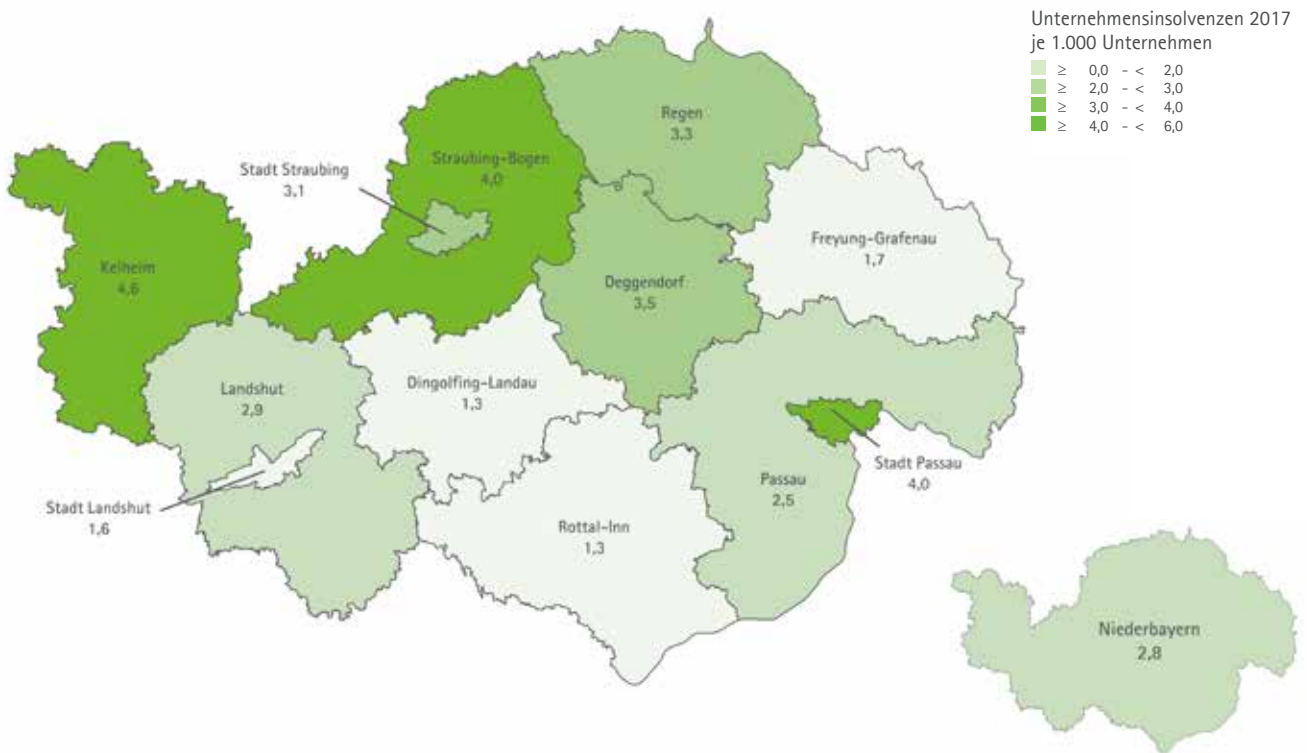 Unternehmensinsolvenzen 2017
je 1.000 Unternehmen
≥ 0,0 - < 2,0
≥ 2,0 - < 3,0
≥ 3,0 - < 4,0
≥ 4,0 - < 6,0
Regen
3,3
Stadt Straubing
3,1
Straubing-Bogen
4,0
Freyung-Grafenau
1,7
Kelheim
4,6
Deggendorf
3,5
Landshut
2,9
Dingolfing-Landau
1,3
Stadt Passau
4,0
Passau
2,5
Stadt Landshut
1,6
Rottal-Inn
1,3
Niederbayern
2,8